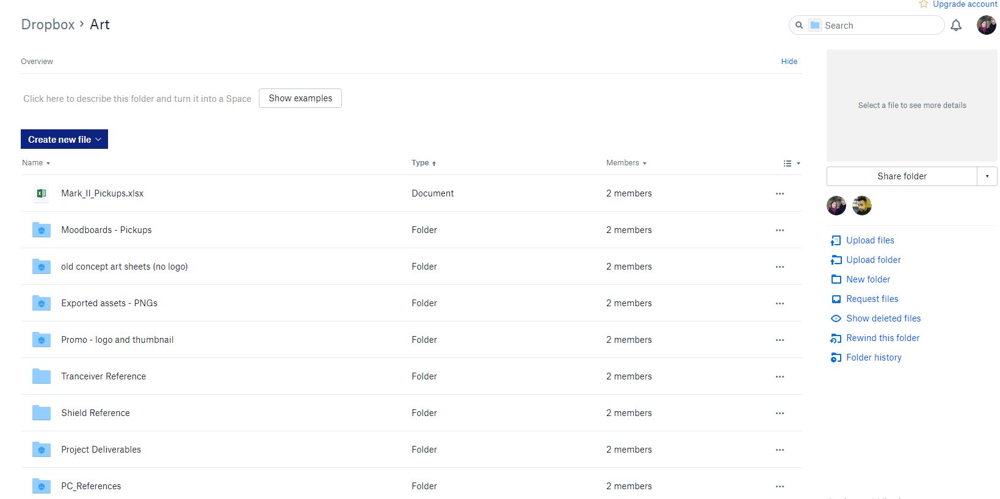 Upgrade account
Dropbox › Art
Search
Overview
Hide
Click here to describe this folder and turn it into a Space
Show examples
Select a file to see more details
Create new file
Name
Type
Members
Share folder
Mark_II_Pickups.xlsx Document 2 members
Moodboards - Pickups Folder 2 members
old concept art sheets (no logo) Folder 2 members
Exported assets - PNGs Folder 2 members
Promo - logo and thumbnail Folder 2 members
Tranceiver Reference Folder 2 members
Shield Reference Folder 2 members
Project Deliverables Folder 2 members
PC_References Folder 2 members
Upload files
Upload folder
New folder
Request files
Show deleted files
Rewind this folder
Folder history